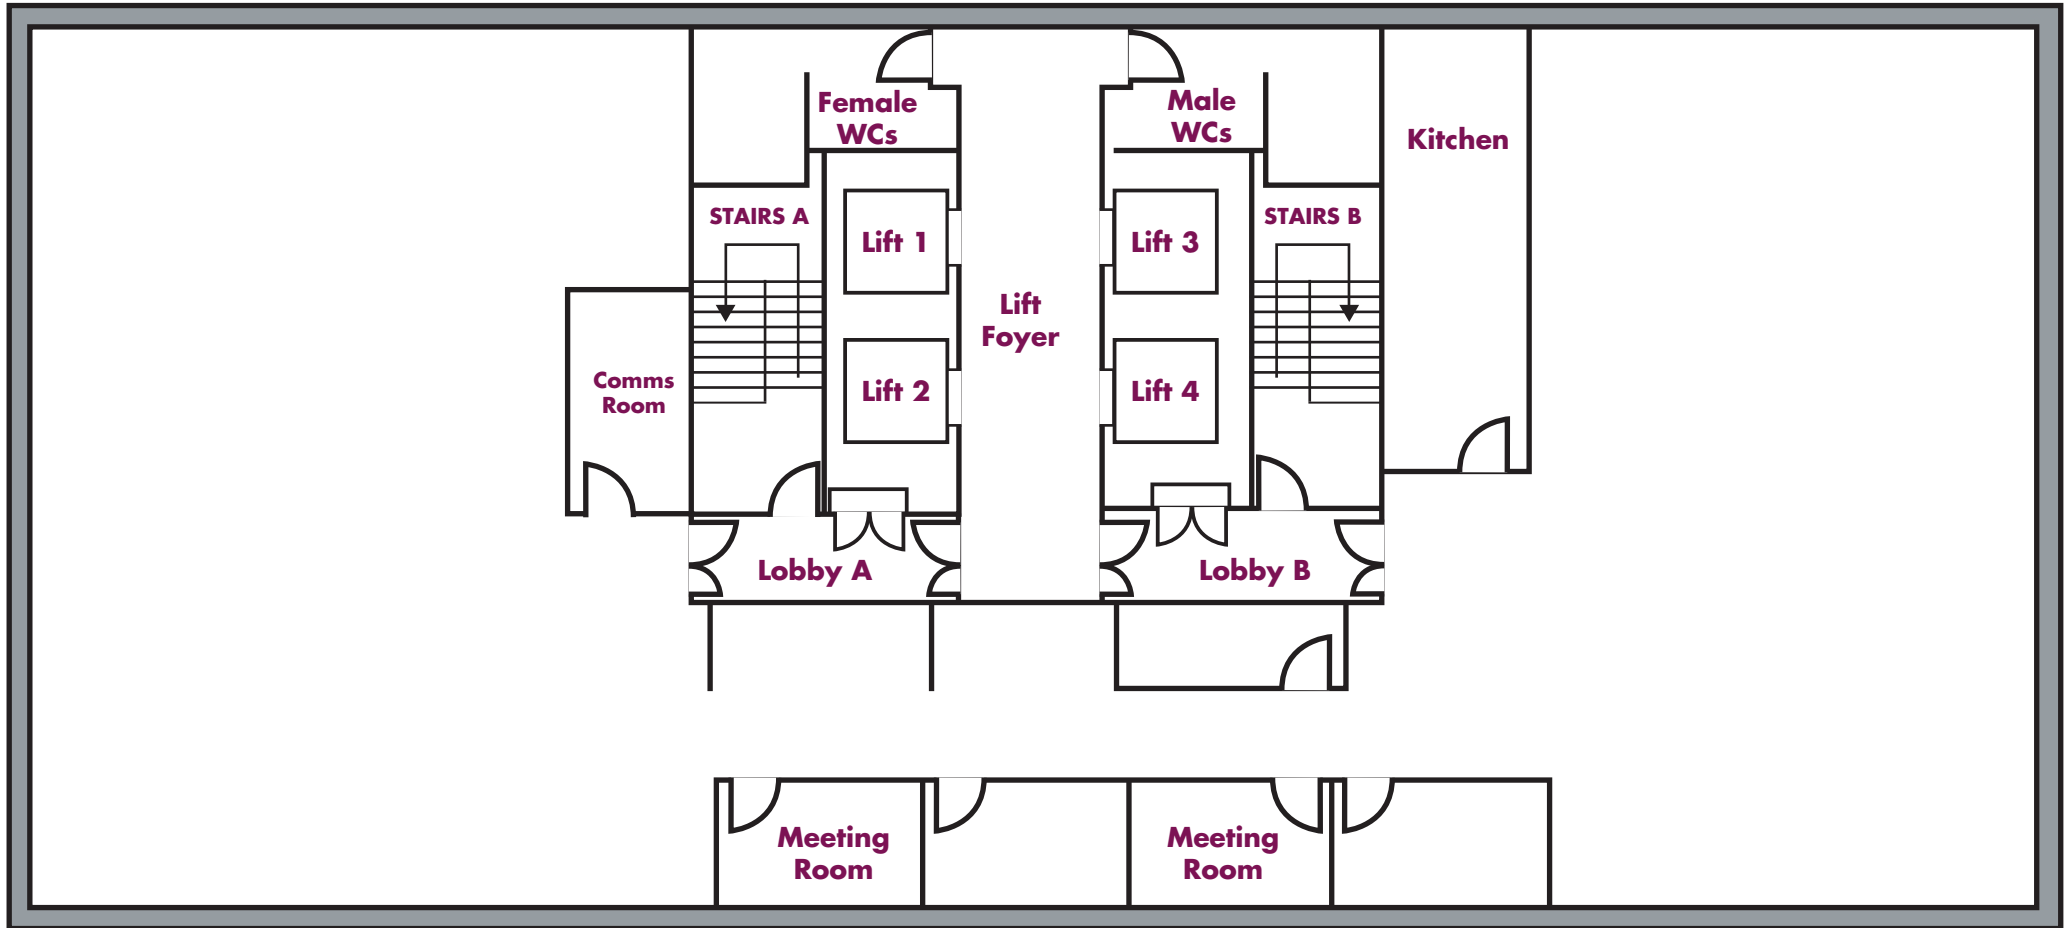 Female
WCs
Male
WCs
Kitchen
STAIRS A
STAIRS B
Lift 1
Lift 3
Lift
Foyer
Comms
Room
Lift 2
Lift 4
Lobby A
Lobby B
Meeting
Room
Meeting
Room